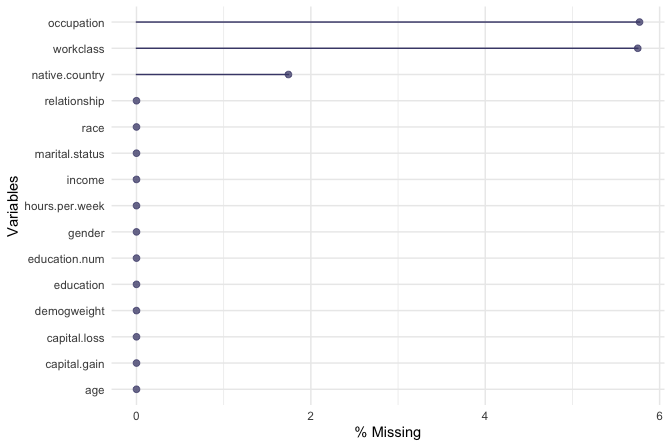 occupation
workclass
native.country
relationship
race
marital.status
income
hours.per.week
gender
education.num
education
demogweight
capital.loss
capital.gain
age
Variables
0 2 4 6
% Missing